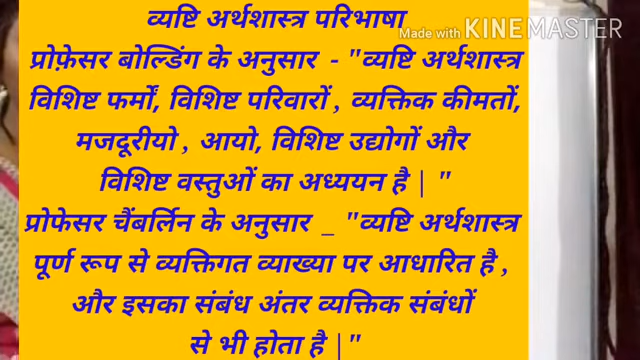 व्यष्टि अर्थशास्त्र परिभाषा
Made with KINEMASTER
प्रोफ़ेसर बोल्डिंग के अनुसार - "व्यष्टि अर्थशास्त्र
विशिष्ट फर्मों, विशिष्ट परिवारों , व्यक्तिक कीमतों,
मजदूरीयो , आयो, विशिष्ट उद्योगों और
विशिष्ट वस्तुओं का अध्ययन है | "
प्रोफेसर चैंबर्लिन के अनुसार _ "व्यष्टि अर्थशास्त्र
पूर्ण रूप से व्यक्तिगत व्याख्या पर आधारित है ,
और इसका संबंध अंतर व्यक्तिक संबंधों
से भी होता है |"